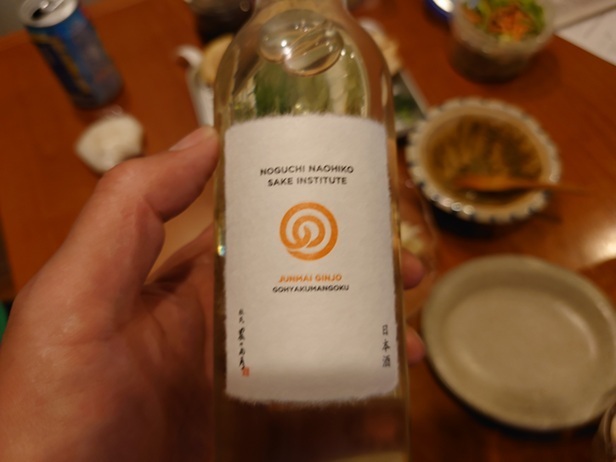 NOGUCHI NAOHIKO
SAKE INSTITUTE
JUNMAI GINJO
GOHYAKUMANGOKU
日本酒